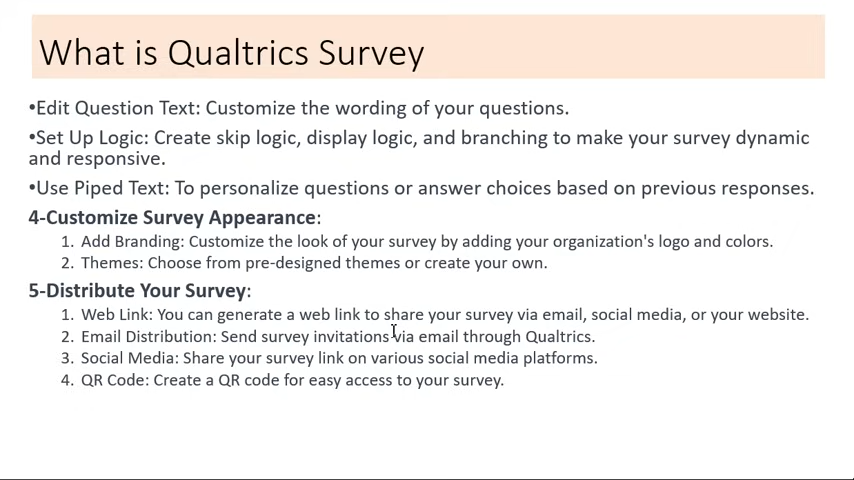 What is Qualtrics Survey
•Edit Question Text: Customize the wording of your questions.
•Set Up Logic: Create skip logic, display logic, and branching to make your survey dynamic
and responsive.
•Use Piped Text: To personalize questions or answer choices based on previous responses.
4-Customize Survey Appearance:
1. Add Branding: Customize the look of your survey by adding your organization's logo and colors.
2. Themes: Choose from pre-designed themes or create your own.
5-Distribute Your Survey:
1. Web Link: You can generate a web link to share your survey via email, social media, or your website.
2. Email Distribution: Send survey invitations via email through Qualtrics.
3. Social Media: Share your survey link on various social media platforms.
4. QR Code: Create a QR code for easy access to your survey.